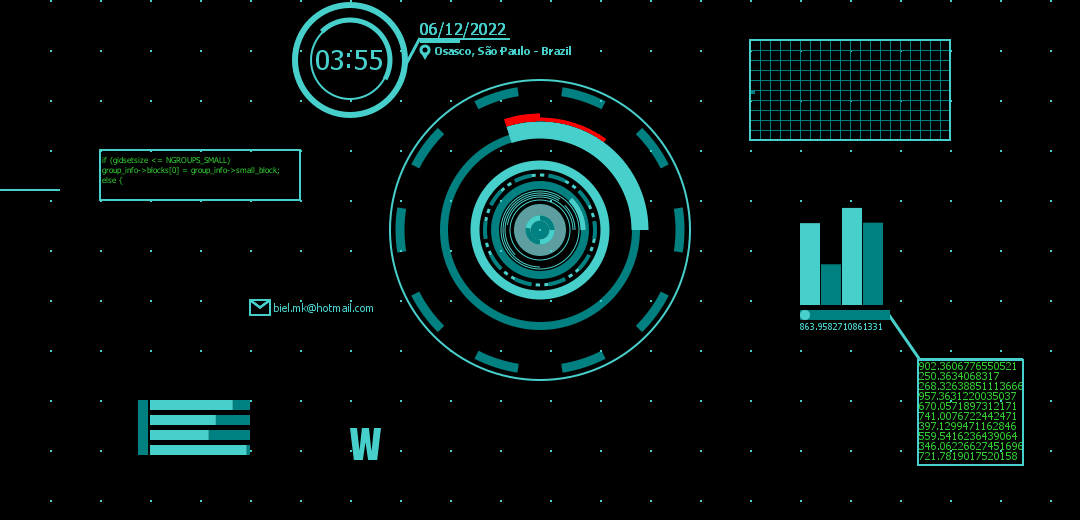 03:55
06/12/2022
Osasco, São Paulo - Brazil
if (gidsetsize <= NGROUPS_SMALL)
group_info->blocks[0] = group_info->small_block;
else {
biel.mk@hotmail.com
863.9582710861331
902.3606776550521
250.3634068317
268.32638851113666
957.3631220035037
670.0571897312171
741.0076722442471
397.1299471162846
559.5416236439064
346.06226627451696
721.7819017520158
W